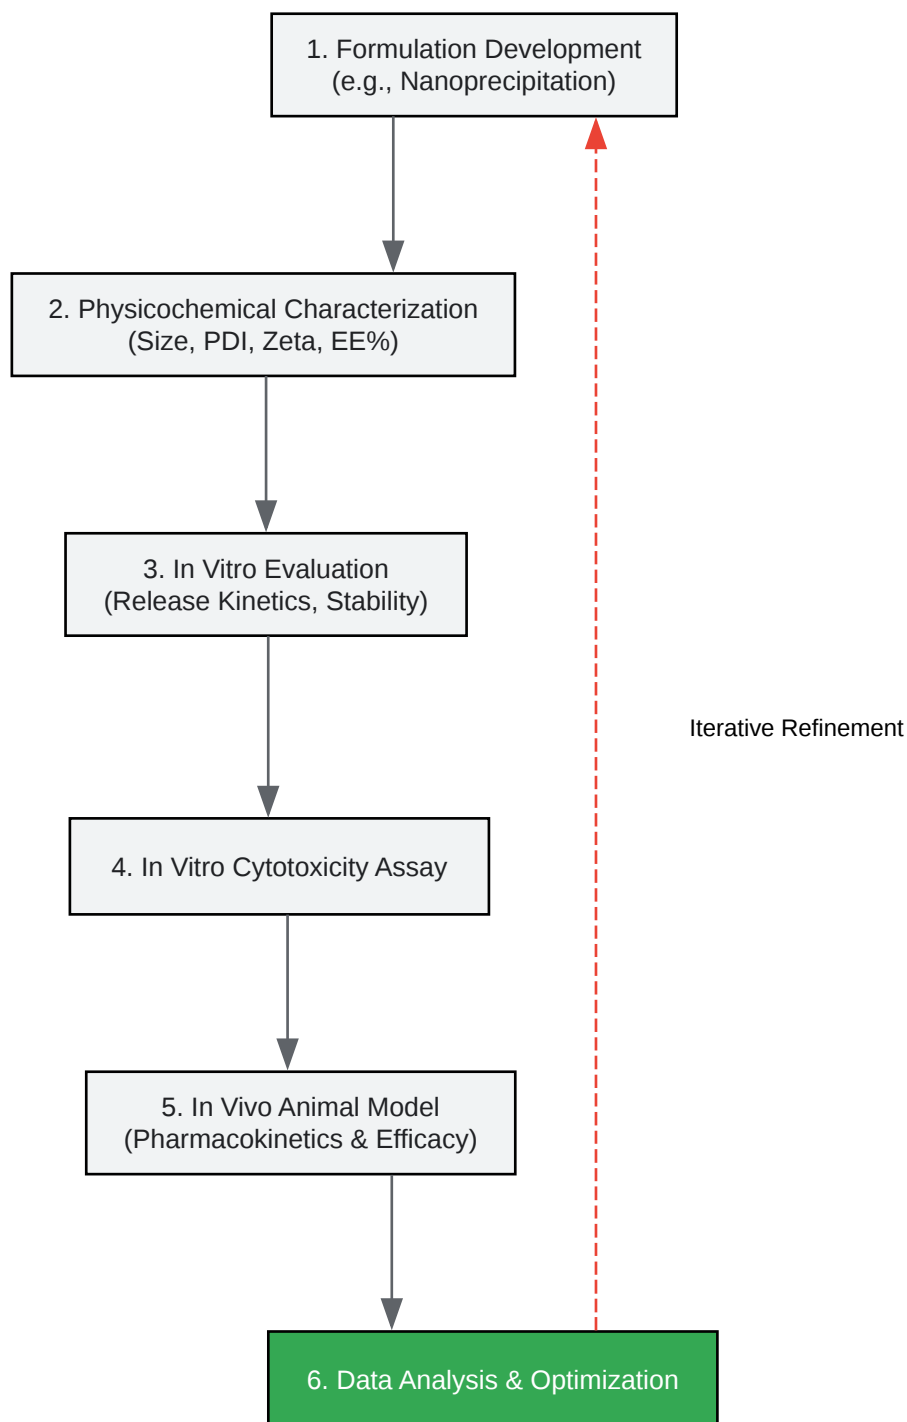 1. Formulation Development
(e.g., Nanoprecipitation)
2. Physicochemical Characterization
(Size, PDI, Zeta, EE%)
3. In Vitro Evaluation
(Release Kinetics, Stability)
Iterative Refinement
4. In Vitro Cytotoxicity Assay
5. In Vivo Animal Model
(Pharmacokinetics & Efficacy)
6. Data Analysis & Optimization